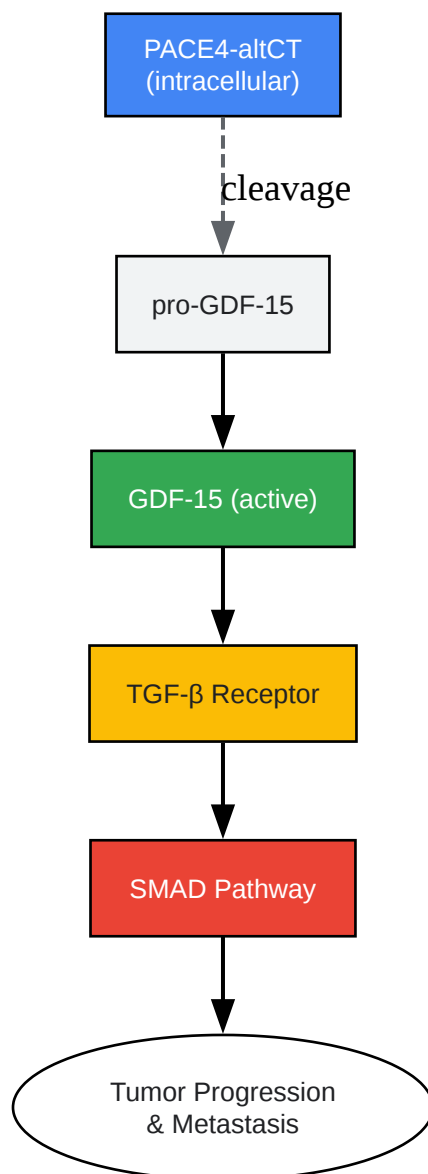 PACE4-altCT
(intracellular)
cleavage
pro-GDF-15
GDF-15 (active)
TGF-β Receptor
SMAD Pathway
Tumor Progression
& Metastasis